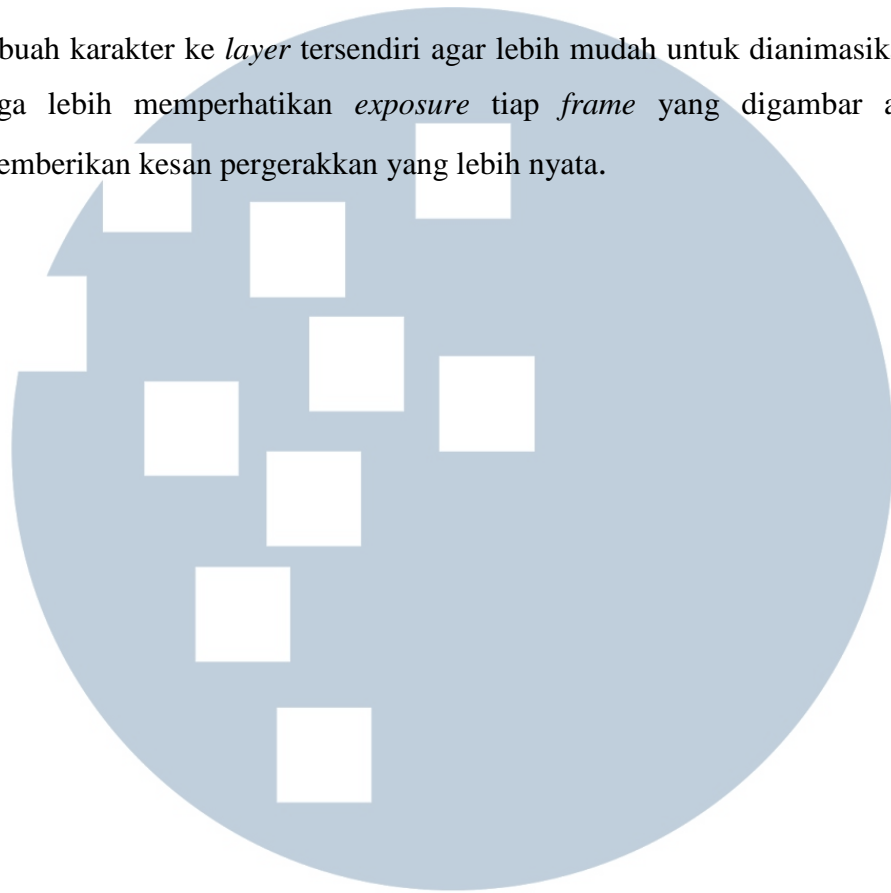 buah karakter ke layer tersendiri agar lebih mudah untuk dianimasik
ga lebih memperhatikan exposure tiap frame yang digambar a
emberikan kesan pergerakkan yang lebih nyata.